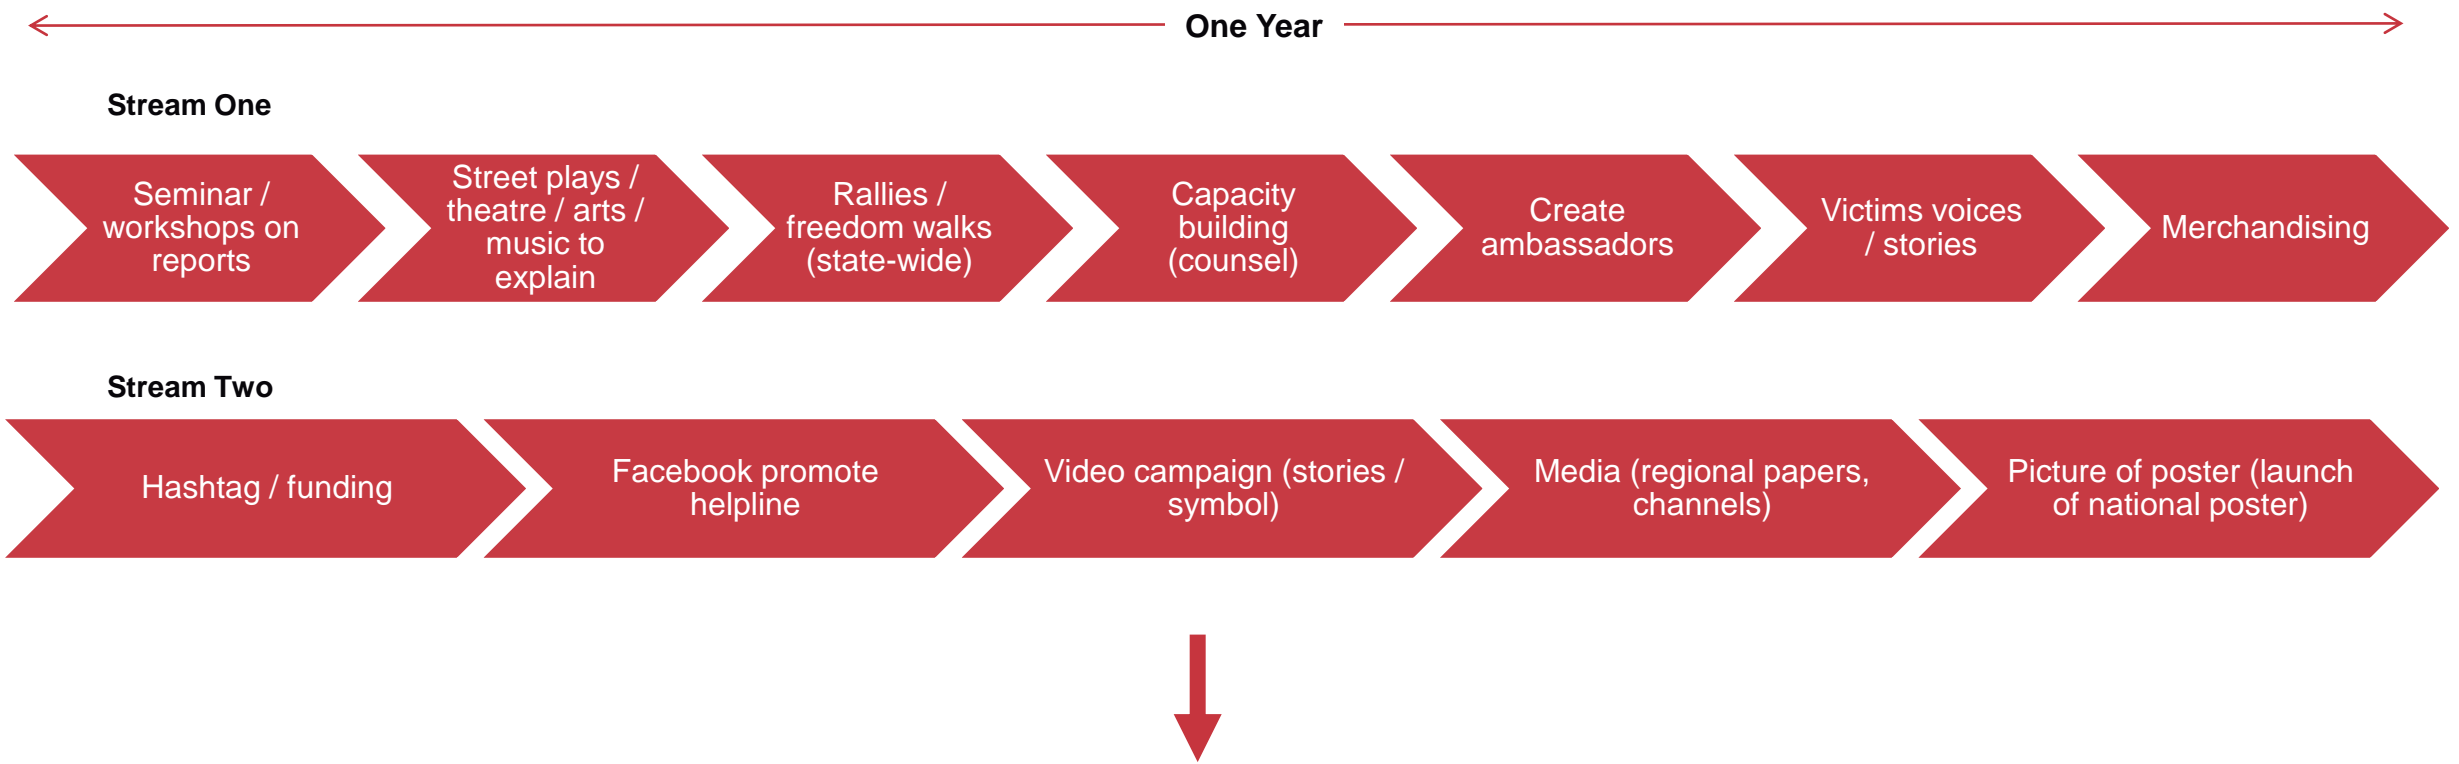 One Year
Stream One
Seminar /
workshops on
reports
Street plays /
theatre / arts /
music to
explain
Rallies /
freedom walks
(state-wide)
Capacity
building
(counsel)
Create
ambassadors
Victims voices
/ stories
Merchandising
Stream Two
Hashtag / funding
Facebook promote
helpline
Video campaign (stories /
symbol)
Media (regional papers,
channels)
Picture of poster (launch
of national poster)